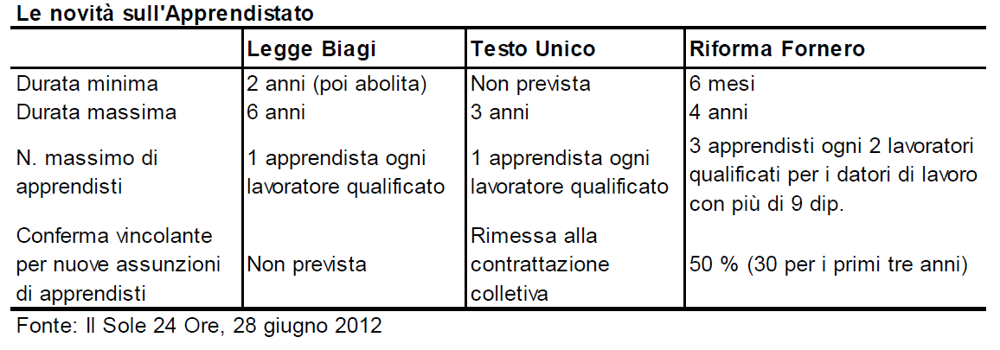 Le novità sull'Apprendistato
Legge Biagi Testo Unico Riforma Fornero
Durata minima 2 anni (poi abolita) Non prevista 6 mesi
Durata massima 6 anni 3 anni 4 anni
N. massimo di
apprendisti
1 apprendista ogni
lavoratore qualificato
1 apprendista ogni
lavoratore qualificato
3 apprendisti ogni 2 lavoratori
qualificati per i datori di lavoro
con più di 9 dip.
Conferma vincolante
per nuove assunzioni
di apprendisti
Non prevista
Rimessa alla
contrattazione
colletiva
50 % (30 per i primi tre anni)
Fonte: Il Sole 24 Ore, 28 giugno 2012